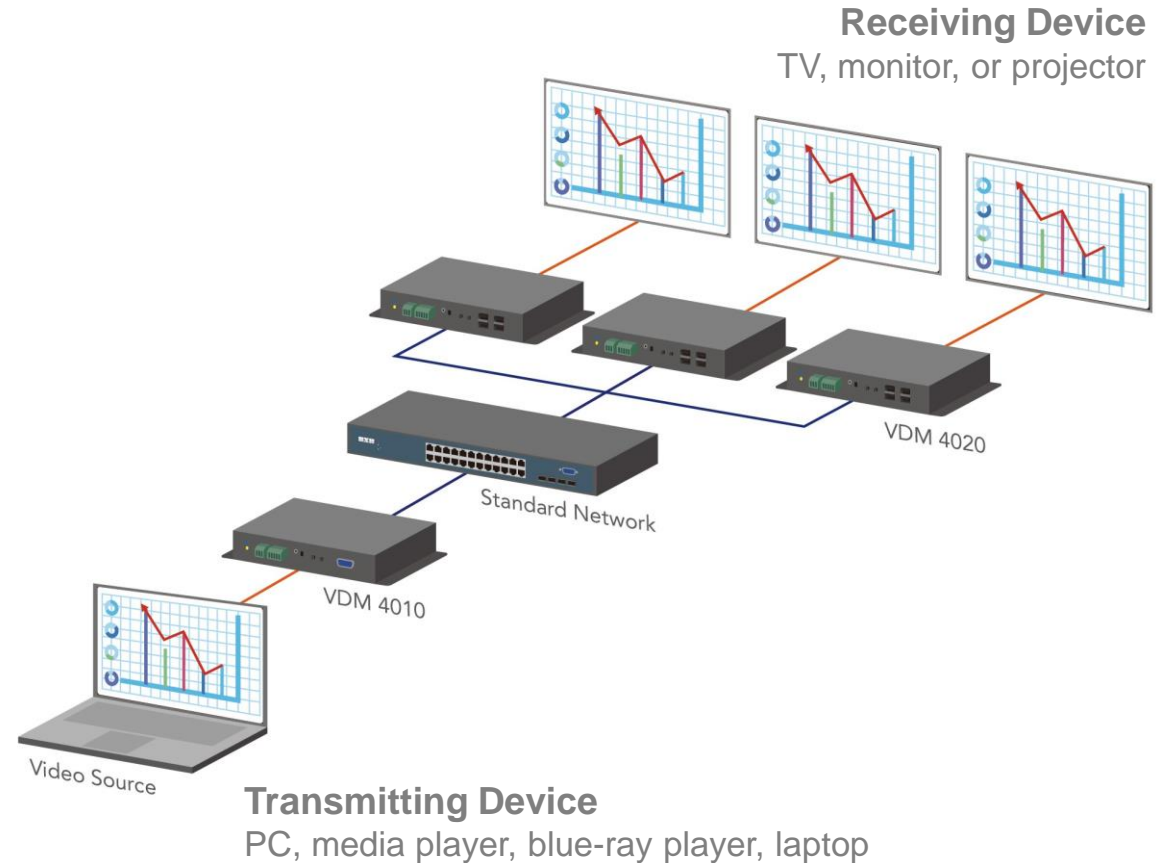 Receiving Device
TV, monitor, or projector
VDM 4020
Standard Network
VDM 4010
Video Source
Transmitting Device
PC, media player, blue-ray player, laptop